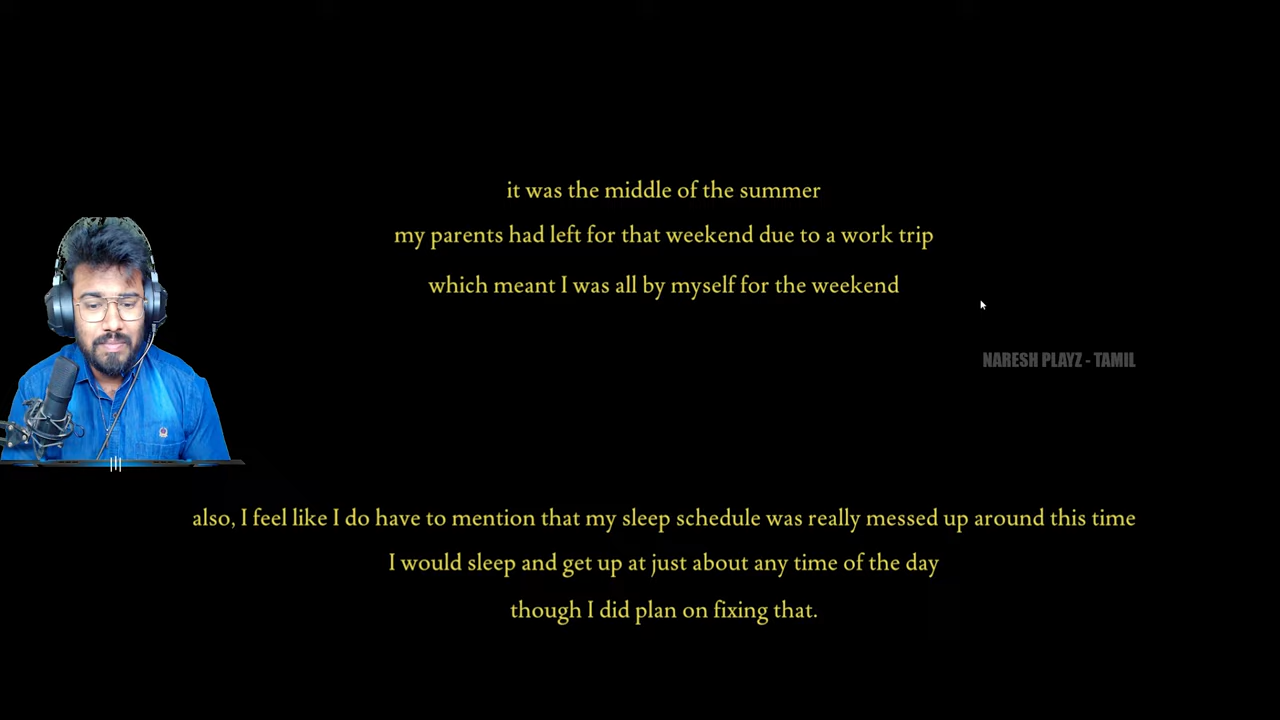 it was the middle of the summer
my parents had left for that weekend due to a work trip
which meant I was all by myself for the weekend
NARESH PLAYZ - TAMIL
also, I feel like I do have to mention that my sleep schedule was really messed up around this time
I would sleep and get up at just about any time of the day
though I did plan on fixing that.